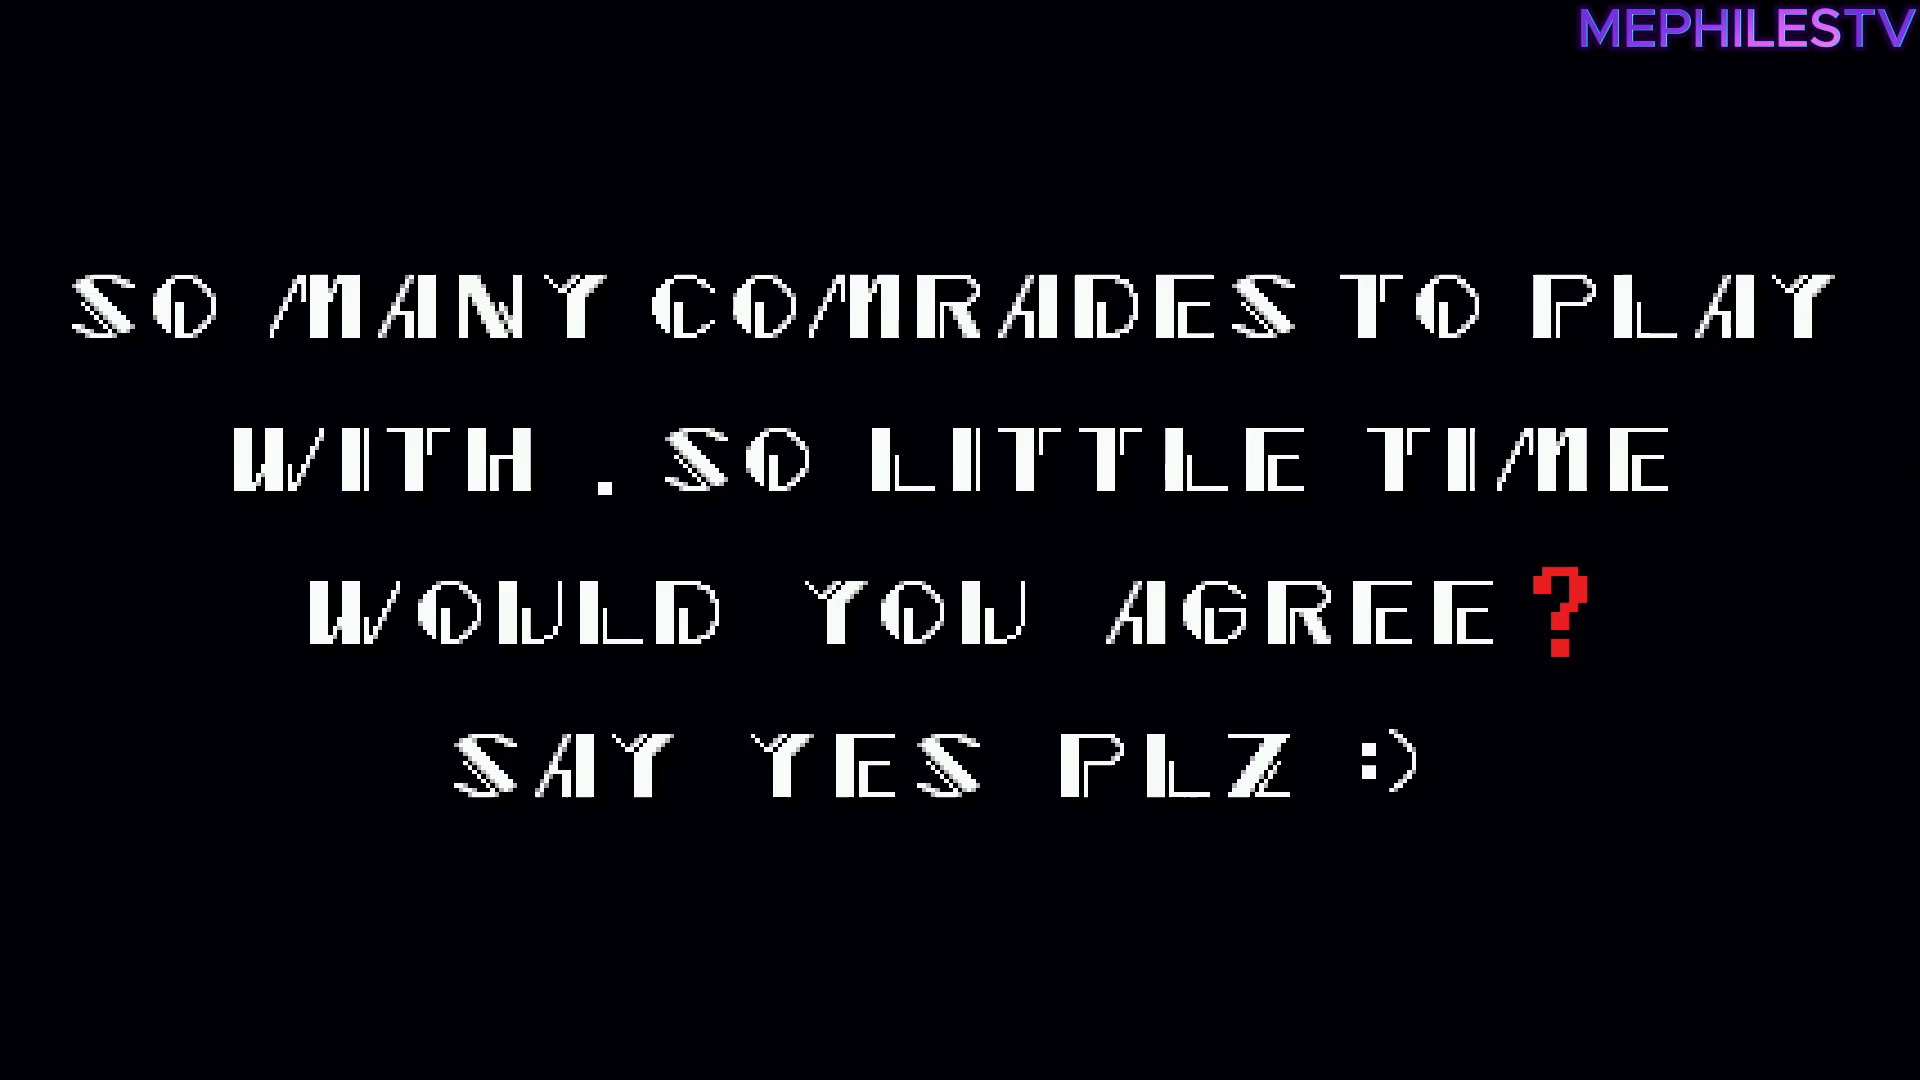 MEPHILESTV
SO MANY COMRADES TO PLAY
WITH . SO LITTLE TIME
WOULD YOU AGREE?
SAY YES PLZ :)